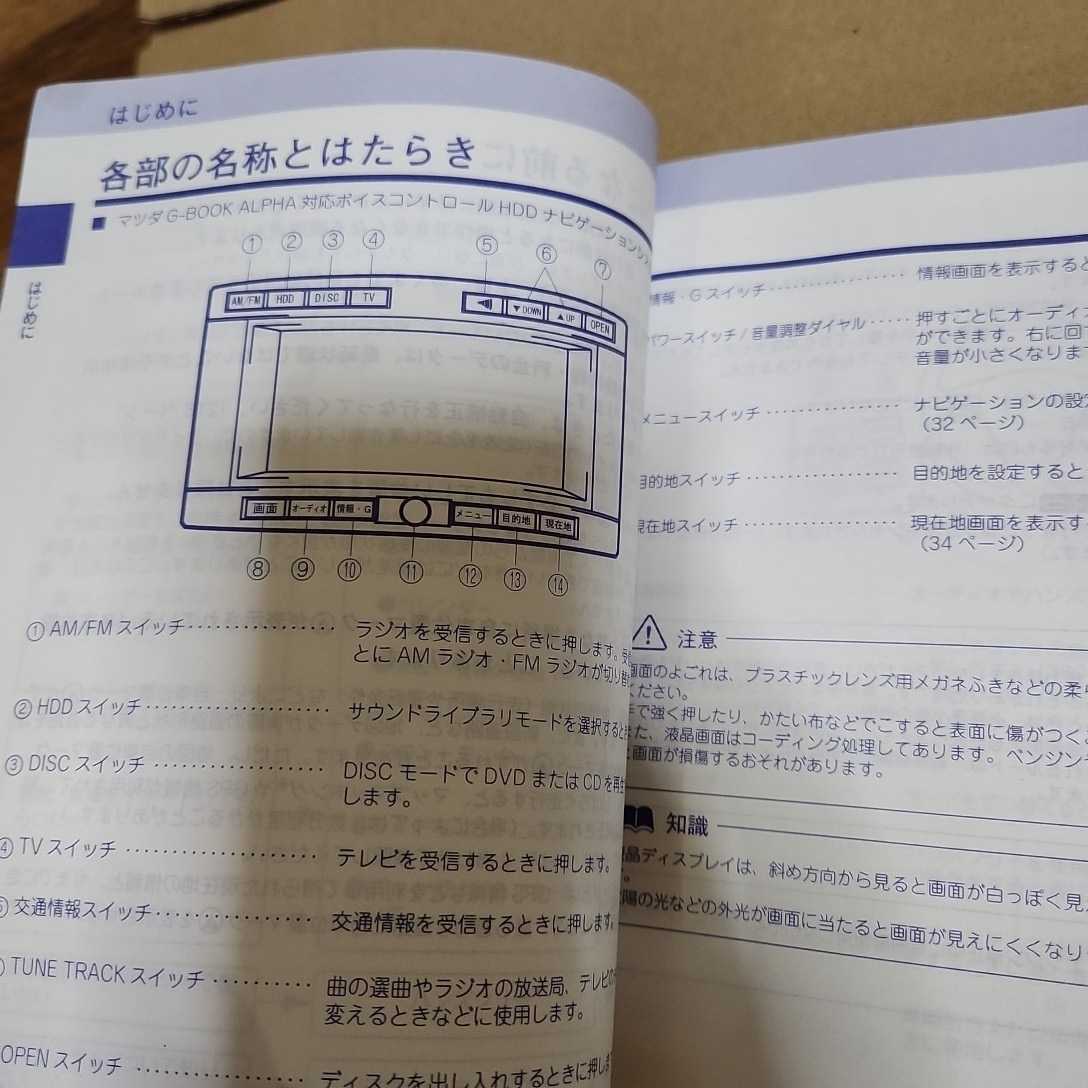 はじめに
各部の名称とはたらき
■ マツダ G-BOOK ALPHA 対応ボイスコントロール HDD ナビゲーションシ
① ② ③ ④ ⑤ ⑥ ⑦
AM/FM HDD DISC TV ▼DOWN ▲UP OPEN
はじめに
画面 オーディオ 情報・G メニュー 目的地 現在地
⑧ ⑨ ⑩ ⑪ ⑫ ⑬ ⑭
① AM/FM スイッチ‥‥‥‥‥‥‥ ラジオを受信するときに押します。
とに AM ラジオ・FM ラジオが切り替
② HDD スイッチ‥‥‥‥‥‥‥‥‥ サウンドライブラリモードを選択すると
③ DISC スイッチ ‥‥‥‥‥‥‥‥ DISC モードで DVD または CD を再生
します。
④ TV スイッチ ‥‥‥‥‥‥‥‥‥ テレビを受信するときに押します。
交通情報スイッチ‥‥‥‥‥‥‥‥ 交通情報を受信するときに押します。
TUNE TRACK スイッチ ‥‥‥‥‥ 曲の選曲やラジオの放送局、テレビの
変えるときなどに使用します。
OPEN スイッチ ‥‥‥‥‥‥‥‥ ディスクを出し入れするときに押し
情報・G スイッチ‥‥‥‥‥‥‥ 情報画面を表示すると
パワースイッチ / 音量調整ダイヤル‥‥‥ 押すごとにオーディ
ができます。右に回
音量が小さくなりま
メニュースイッチ ‥‥‥‥‥‥‥ ナビゲーションの設定
（32 ページ）
目的地スイッチ ‥‥‥‥‥‥‥‥ 目的地を設定すると
現在地スイッチ ‥‥‥‥‥‥‥‥ 現在地画面を表示す
（34 ページ）
注意
画面のよごれは、プラスチックレンズ用メガネふきなどの柔ら
ください。
手で強く押したり、かたい布などでこすると表面に傷がつく
また、液晶画面はコーディング処理してあります。ベンジン
と画面が損傷するおそれがあります。
知識
液晶ディスプレイは、斜め方向から見ると画面が白っぽく見え
す。
太陽の光などの外光が画面に当たると画面が見えにくくなり